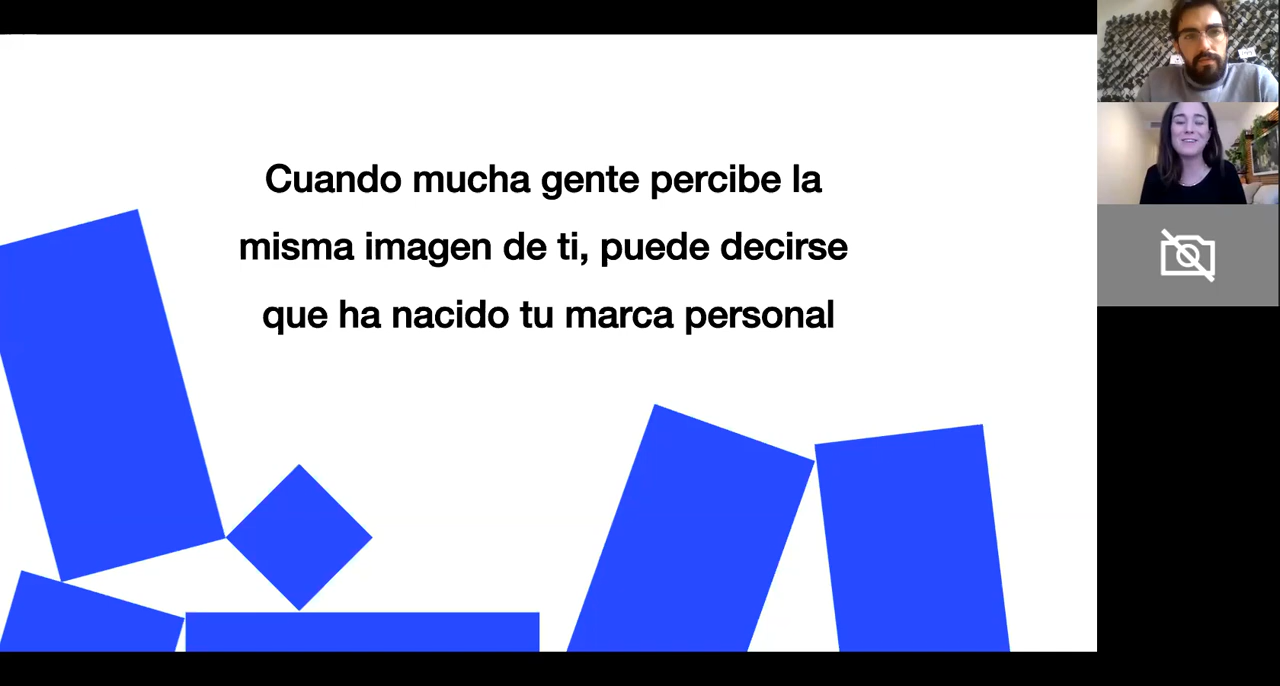 Cuando mucha gente percibe la
misma imagen de ti, puede decirse
que ha nacido tu marca personal